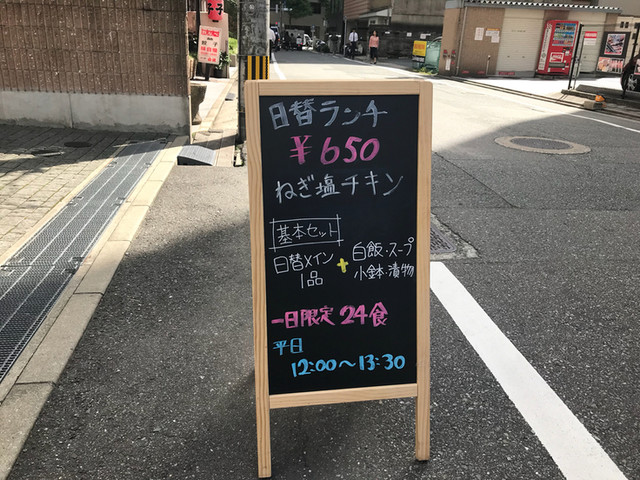 日替ランチ
¥650
ねぎ塩チキン
基本セット
日替メイン
1品
+
白飯・スープ
小鉢・漬物
一日限定 24食
平日
12:00〜13:30